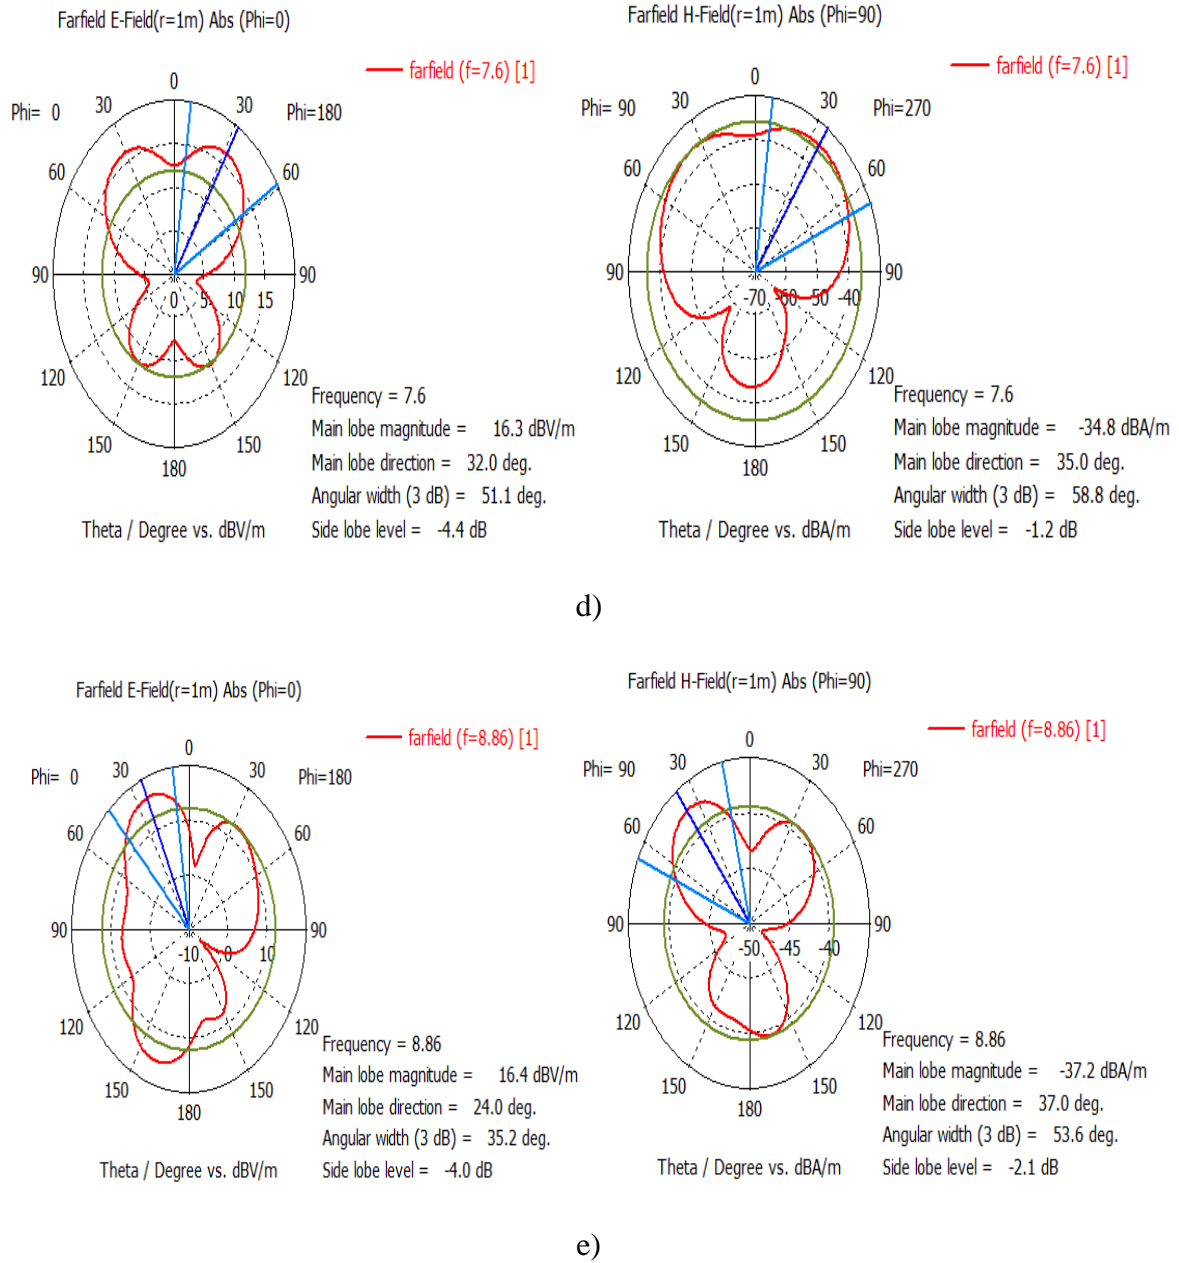 Farfield E-Field(r=1m) Abs (Phi=0)
farfield (f=7.6) [1]
0
Phi= 0 30 30 Phi=180
60 60
90 90
0 5 10 15
120 120
150 150
180
Frequency = 7.6
Main lobe magnitude = 16.3 dBV/m
Main lobe direction = 32.0 deg.
Angular width (3 dB) = 51.1 deg.
Theta / Degree vs. dBV/m Side lobe level = -4.4 dB
Farfield H-Field(r=1m) Abs (Phi=90)
farfield (f=7.6) [1]
0
Phi= 90 30 30 Phi=270
60 60
90 90
-70 -60 -50 -40
120 120
150 150
180
Frequency = 7.6
Main lobe magnitude = -34.8 dBA/m
Main lobe direction = 35.0 deg.
Angular width (3 dB) = 58.8 deg.
Theta / Degree vs. dBA/m Side lobe level = -1.2 dB
d)
Farfield E-Field(r=1m) Abs (Phi=0)
farfield (f=8.86) [1]
0
Phi= 0 30 30 Phi=180
60 60
90 90
-10 0 10
120 120
150 150
180
Frequency = 8.86
Main lobe magnitude = 16.4 dBV/m
Main lobe direction = 24.0 deg.
Angular width (3 dB) = 35.2 deg.
Theta / Degree vs. dBV/m Side lobe level = -4.0 dB
Farfield H-Field(r=1m) Abs (Phi=90)
farfield (f=8.86) [1]
0
Phi= 90 30 30 Phi=270
60 60
90 90
-50 -45 -40
120 120
150 150
180
Frequency = 8.86
Main lobe magnitude = -37.2 dBA/m
Main lobe direction = 37.0 deg.
Angular width (3 dB) = 53.6 deg.
Theta / Degree vs. dBA/m Side lobe level = -2.1 dB
e)